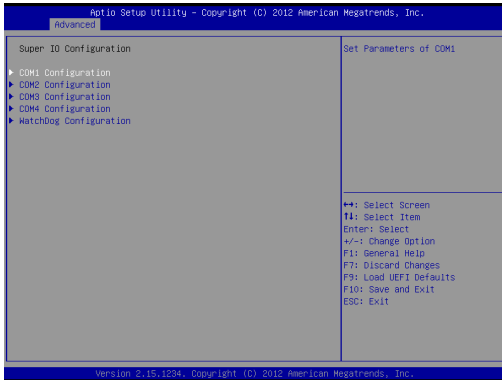 Aptio Setup Utility – Copyright (C) 2012 American Megatrends, Inc.
Advanced
Super IO Configuration
Set Parameters of COM1
▶ COM1 Configuration
▶ COM2 Configuration
▶ COM3 Configuration
▶ COM4 Configuration
▶ WatchDog Configuration
↔: Select Screen
↑↓: Select Item
Enter: Select
+/-: Change Option
F1: General Help
F7: Discard Changes
F9: Load UEFI Defaults
F10: Save and Exit
ESC: Exit
Version 2.15.1234. Copyright (C) 2012 American Megatrends, Inc.